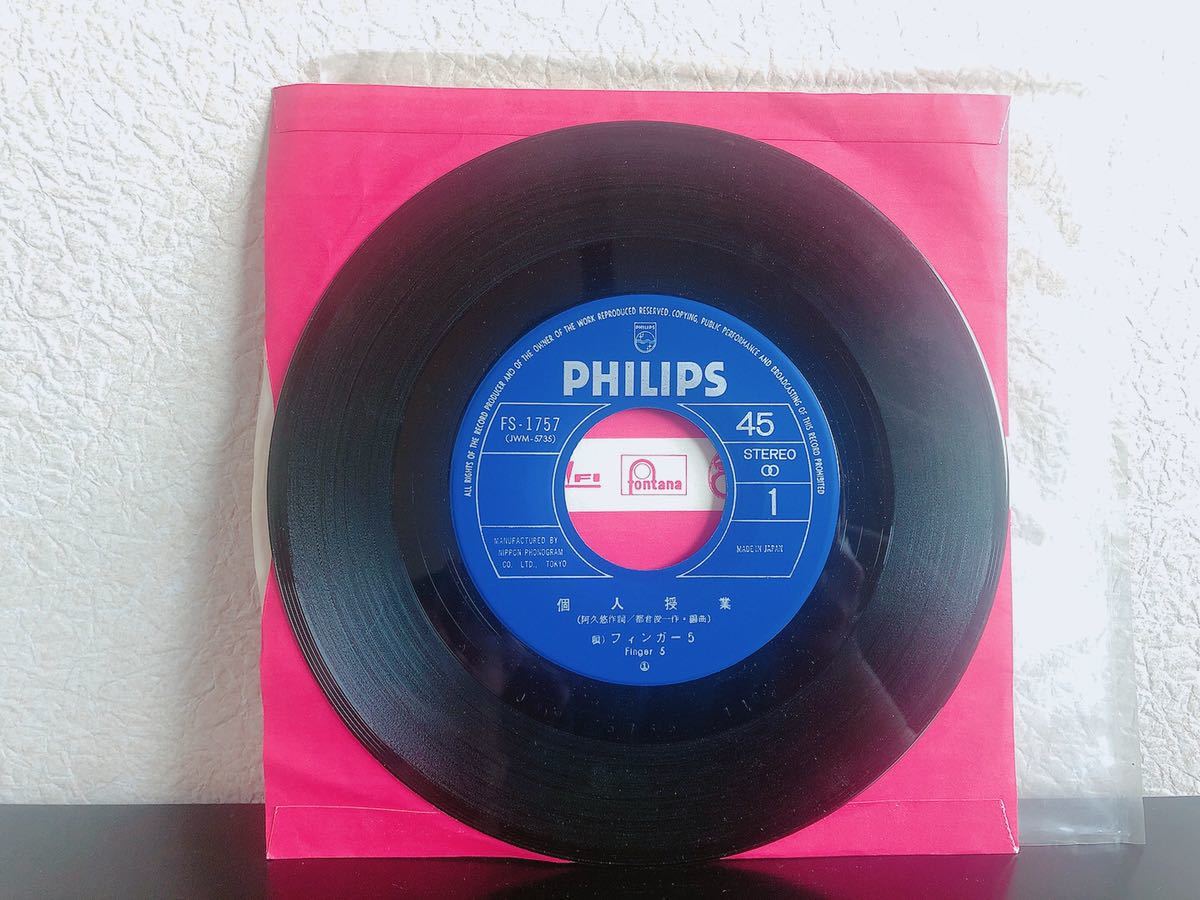 ALL RIGHTS OF THE RECORD PRODUCER AND OF THE OWNER OF THE WORK REPRODUCED RESERVED. COPYING, PUBLIC PERFORMANCE AND BROADCASTING OF THIS RECORD PROHIBITED
PHILIPS
PHILIPS
FS-1757
(JWM-5735)
45
STEREO
1
MANUFACTURED BY
NIPPON PHONOGRAM
CO. LTD., TOKYO
MADE IN JAPAN
fontana
個人授業
(阿久悠作詞/都倉俊一作・編曲)
唄) フィンガー5
Finger 5
①